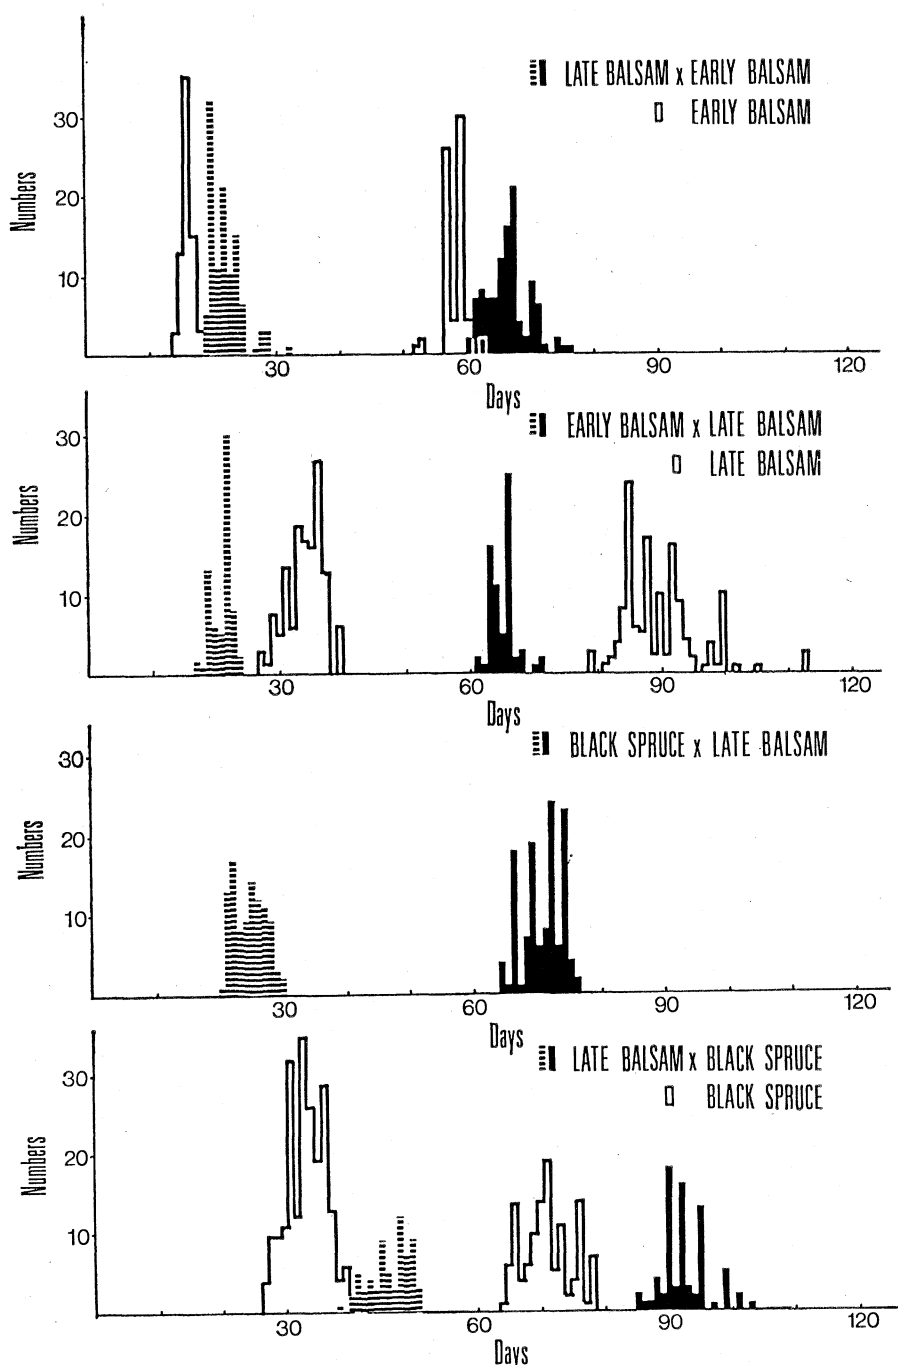 LATE BALSAM x EARLY BALSAM
EARLY BALSAM
30
20
10
Numbers
30
60
90
120
Days
EARLY BALSAM x LATE BALSAM
LATE BALSAM
30
20
10
Numbers
30
60
90
120
Days
BLACK SPRUCE x LATE BALSAM
30
20
10
Numbers
30
60
90
120
Days
LATE BALSAM x BLACK SPRUCE
BLACK SPRUCE
30
20
10
Numbers
30
60
90
120
Days